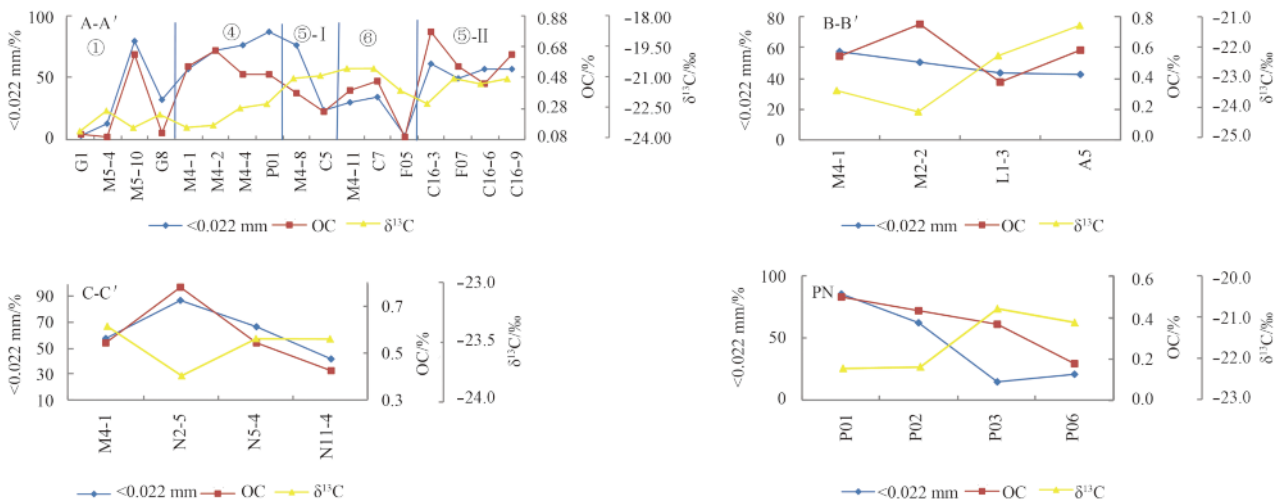 A-A′
①
④
⑤-Ⅰ
⑥
⑤-Ⅱ
<0.022 mm/%
100
50
0
OC/%
0.88
0.68
0.48
0.28
0.08
δ¹³C/‰
−18.00
−19.50
−21.00
−22.50
−24.00
G1
M5-4
M5-10
G8
M4-1
M4-2
M4-4
P01
M4-8
C5
M4-11
C7
F05
C16-3
F07
C16-6
C16-9
<0.022 mm
OC
δ¹³C
B-B′
<0.022 mm/%
80
60
40
20
0
OC/%
0.8
0.6
0.4
0.2
0.0
δ¹³C/‰
−21.0
−22.0
−23.0
−24.0
−25.0
M4-1
M2-2
L1-3
A5
<0.022 mm
OC
δ¹³C
C-C′
<0.022 mm/%
90
70
50
30
10
OC/%
0.7
0.5
0.3
δ¹³C/‰
−23.0
−23.5
−24.0
M4-1
N2-5
N5-4
N11-4
<0.022 mm
OC
δ¹³C
PN
<0.022 mm/%
100
50
0
OC/%
0.6
0.4
0.2
0.0
δ¹³C/‰
−20.0
−21.0
−22.0
−23.0
P01
P02
P03
P06
<0.022 mm
OC
δ¹³C